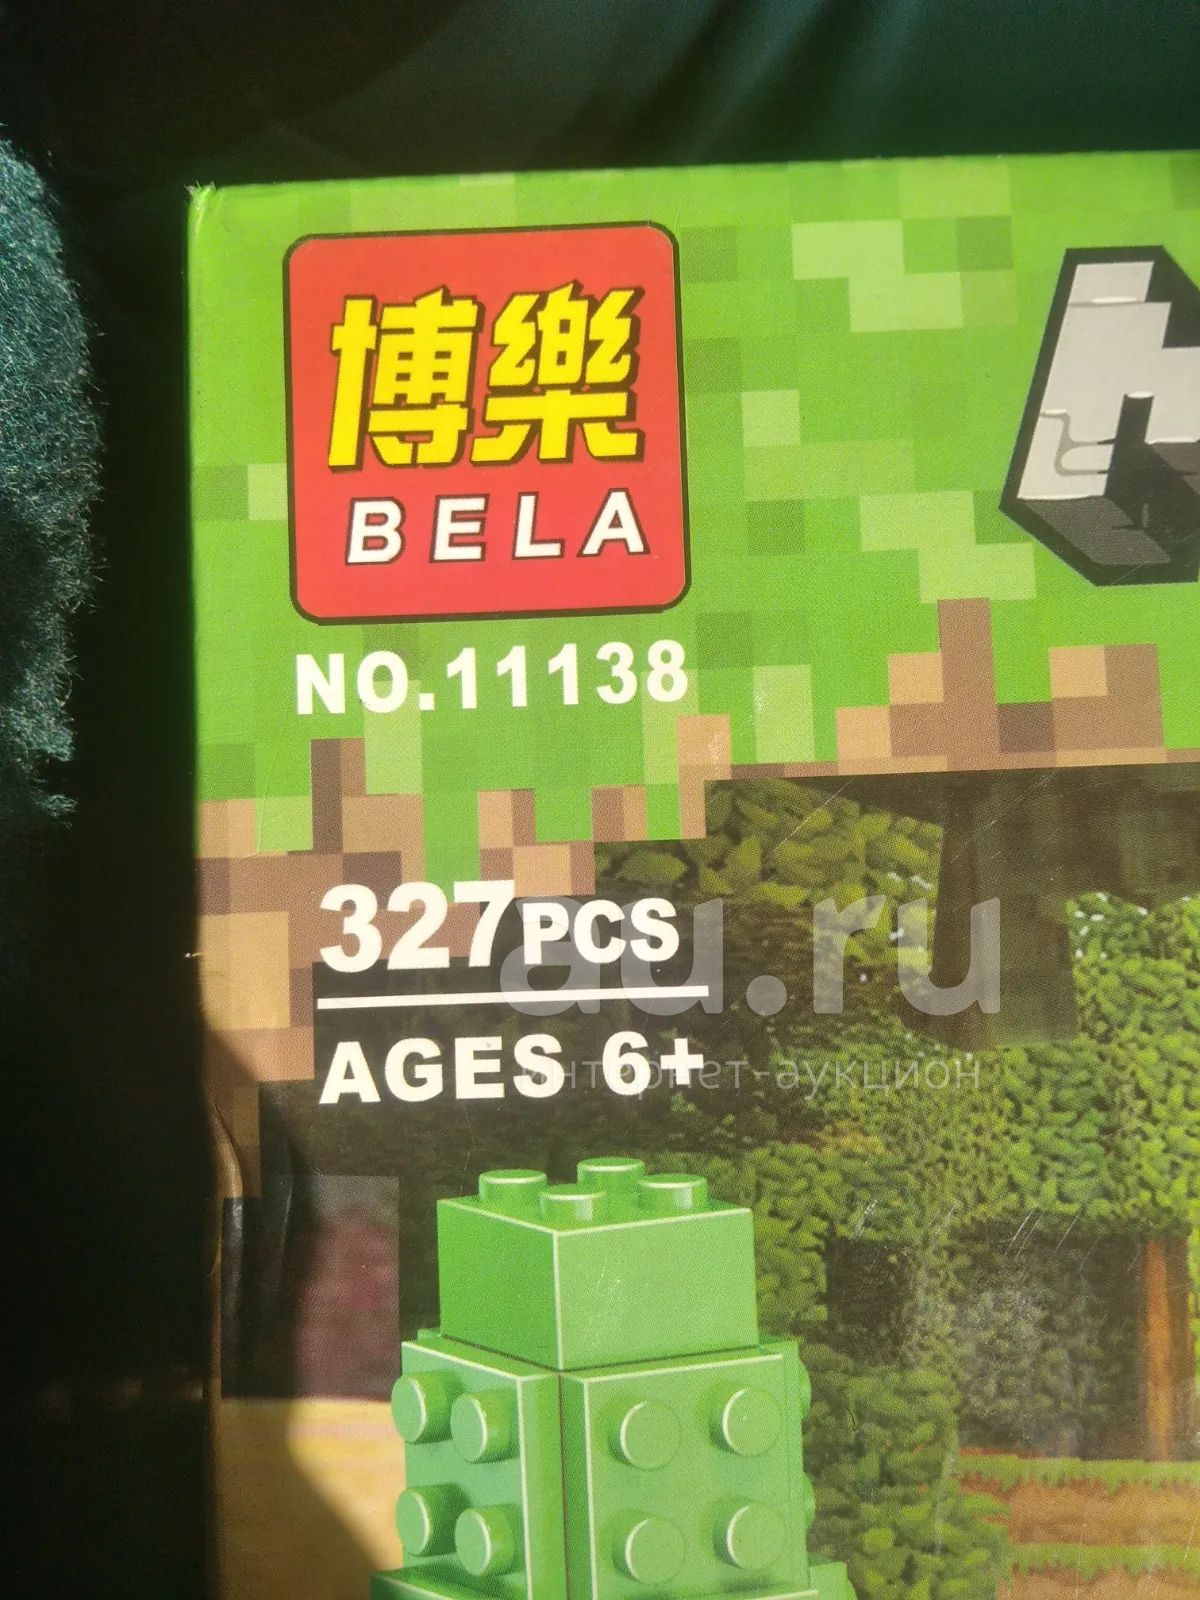 博樂
BELA
NO.11138
327PCS
AGES 6+
au.ru
интернет-аукцион